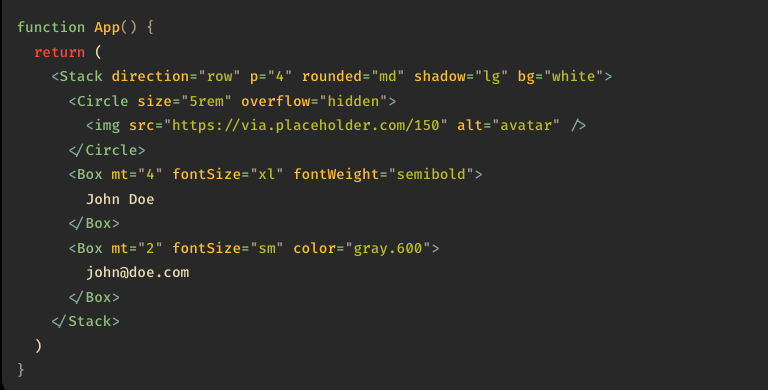 function App() {
  return (
    <Stack direction="row" p="4" rounded="md" shadow="lg" bg="white">
      <Circle size="5rem" overflow="hidden">
        <img src="https://via.placeholder.com/150" alt="avatar" />
      </Circle>
      <Box mt="4" fontSize="xl" fontWeight="semibold">
        John Doe
      </Box>
      <Box mt="2" fontSize="sm" color="gray.600">
        john@doe.com
      </Box>
    </Stack>
  )
}